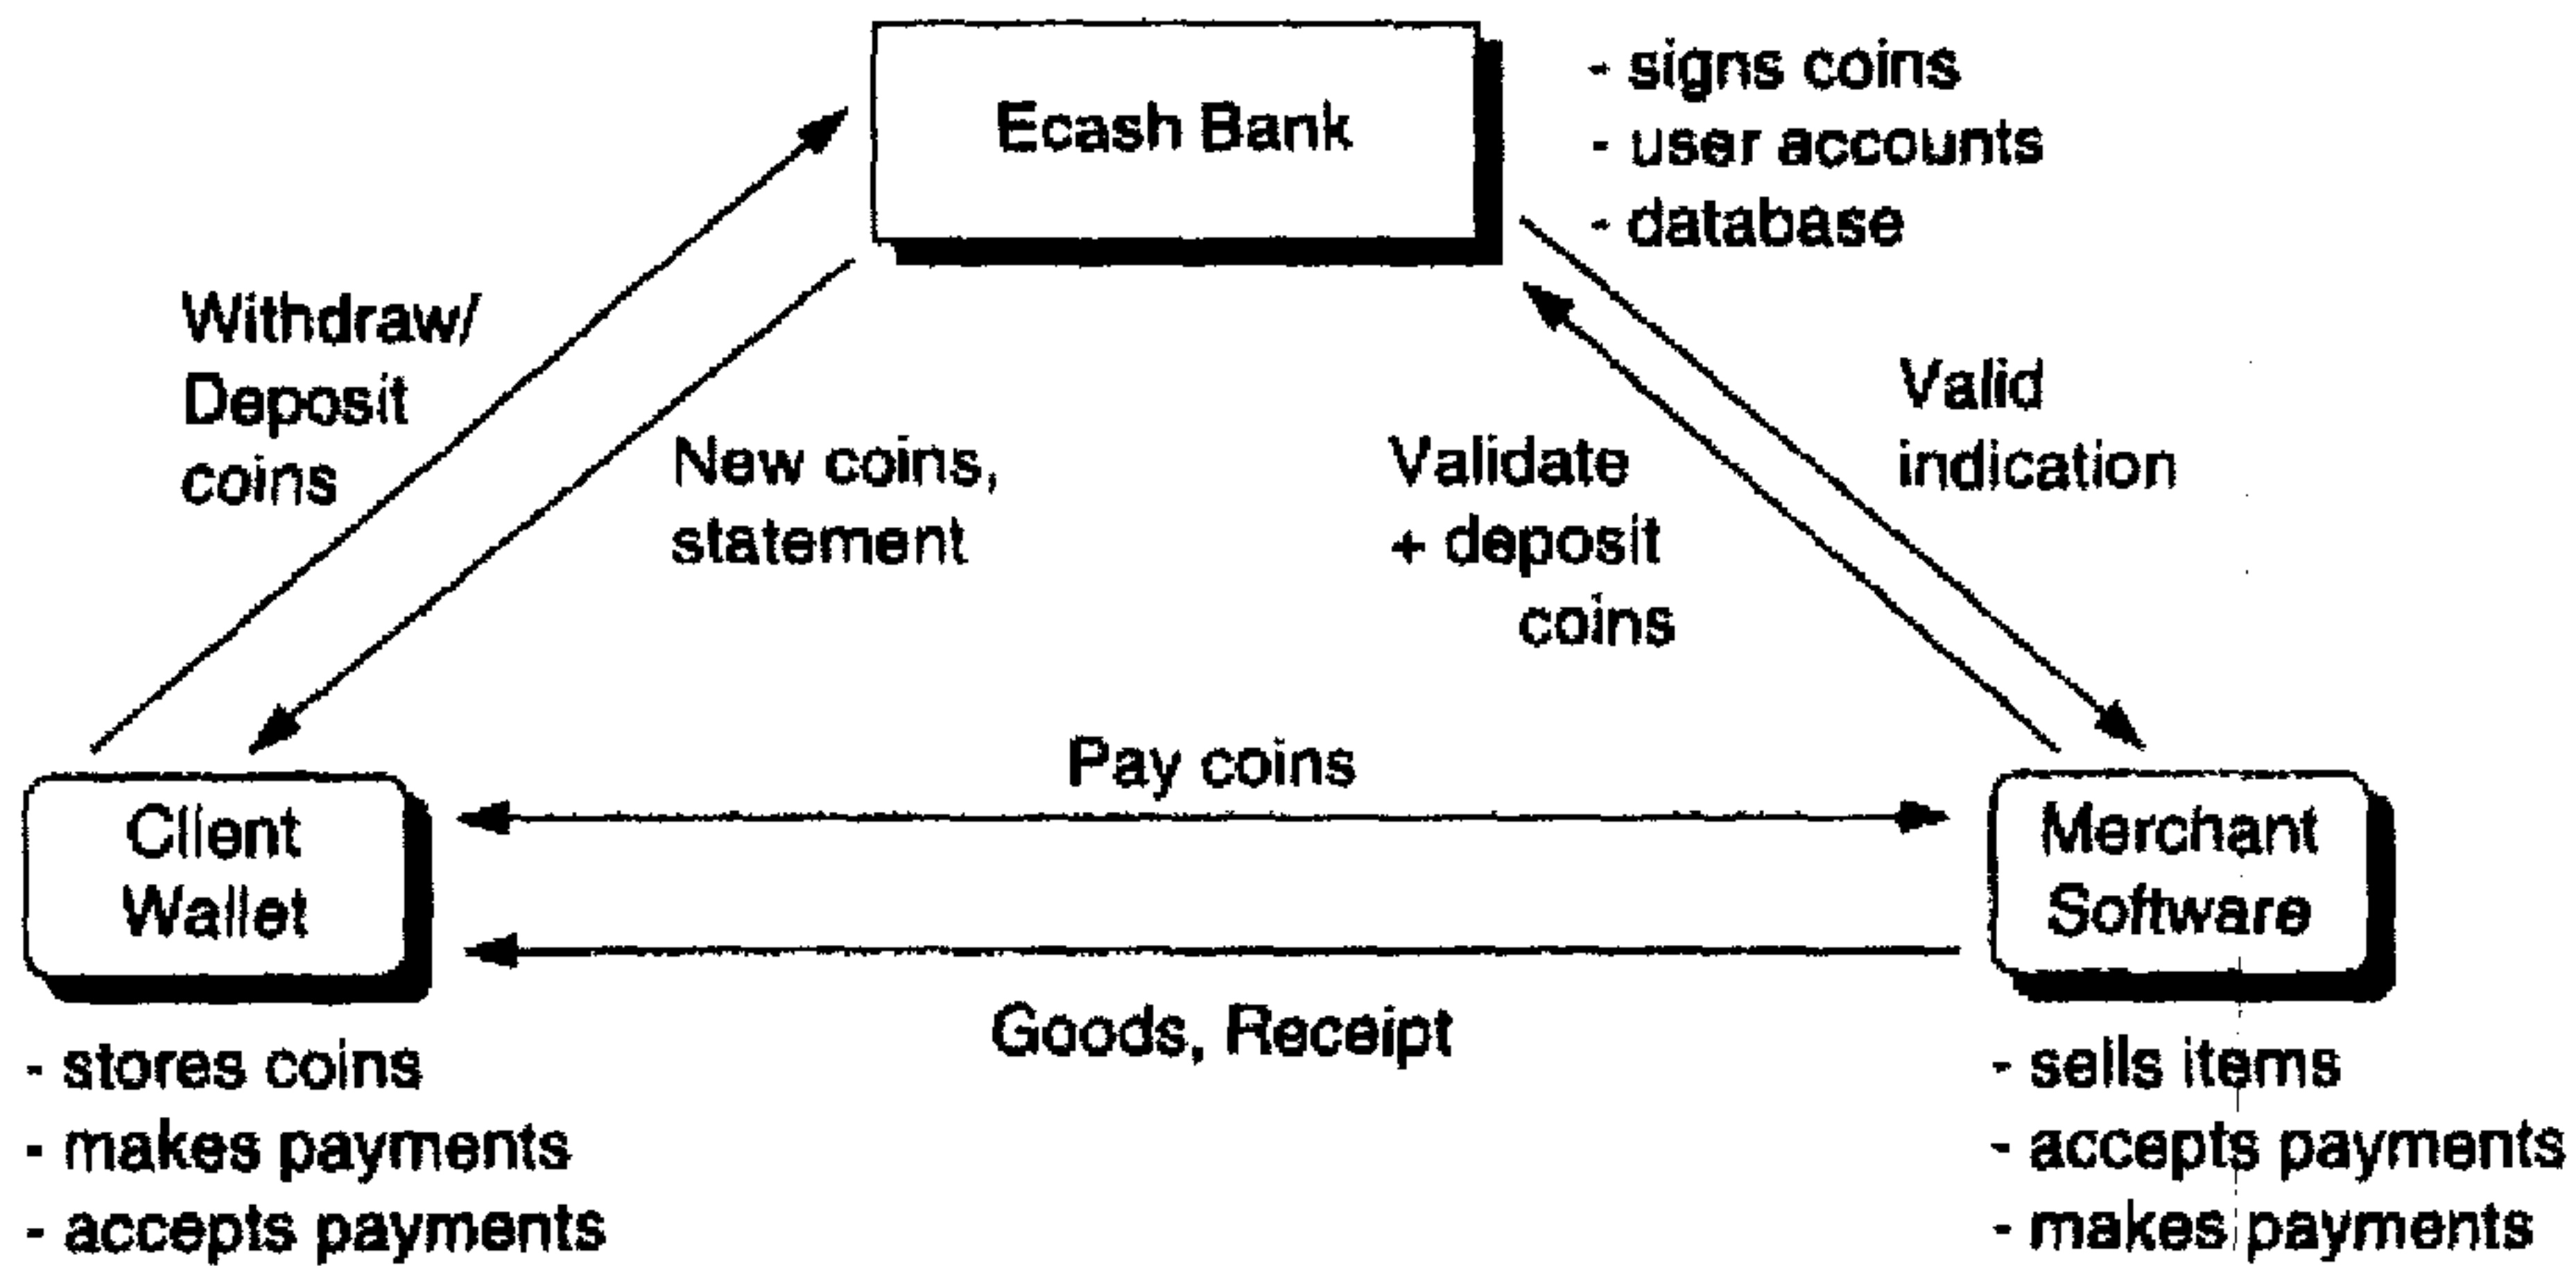 Ecash Bank
- signs coins
- user accounts
- database
Withdraw/
Deposit
coins
New coins,
statement
Validate
+ deposit
coins
Valid
indication
Pay coins
Client
Wallet
Merchant
Software
Goods, Receipt
- stores coins
- makes payments
- accepts payments
- sells items
- accepts payments
- makes payments